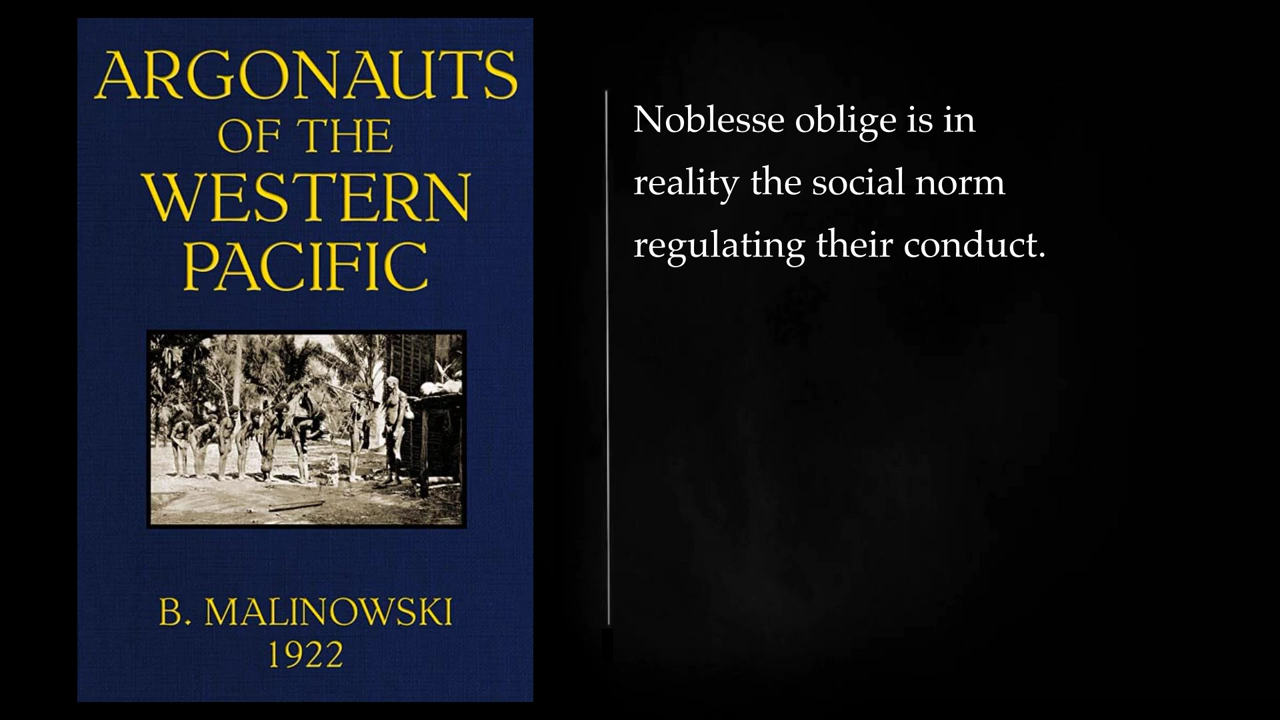 ARGONAUTS
OF THE
WESTERN
PACIFIC
B. MALINOWSKI
1922
Noblesse oblige is in
reality the social norm
regulating their conduct.